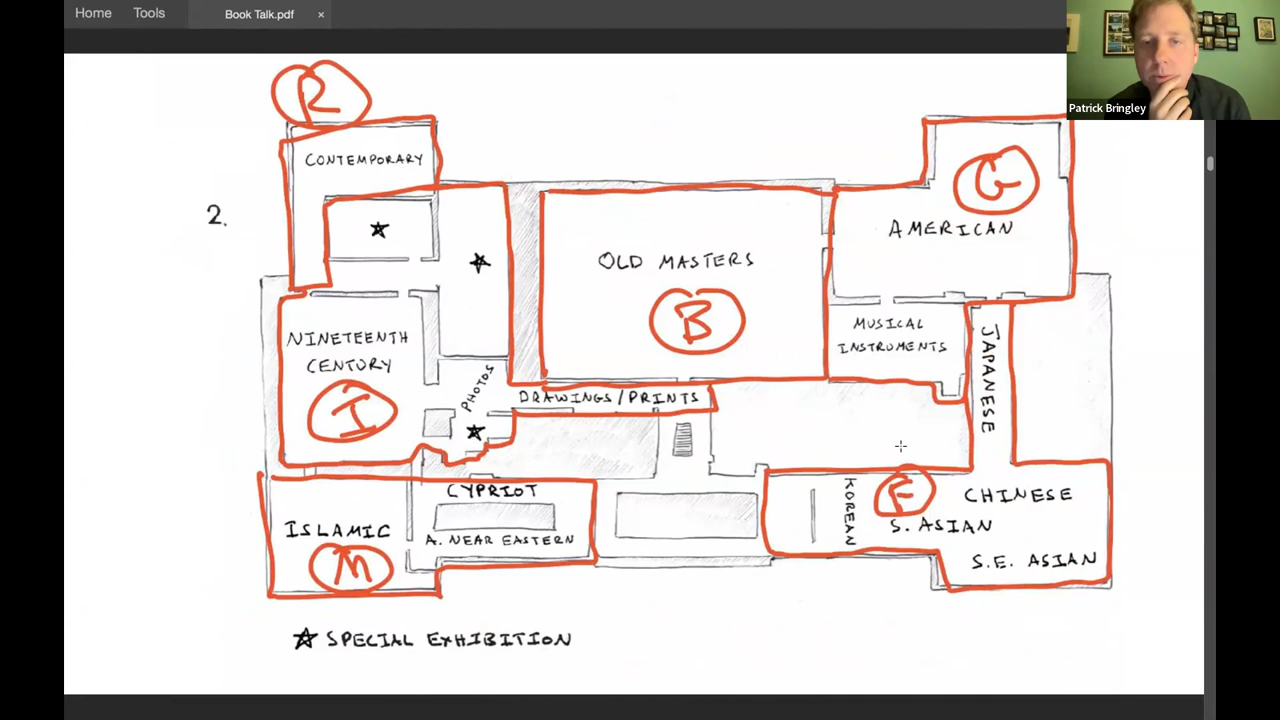 Home Tools Book Talk.pdf ×
Patrick Bringley
R
CONTEMPORARY
G
2.
AMERICAN
OLD MASTERS
B
NINETEENTH
CENTURY
I
MUSICAL
INSTRUMENTS
JAPANESE
PHOTOS
DRAWINGS/PRINTS
CYPRIOT
ISLAMIC
A. NEAR EASTERN
M
KOREAN
F
CHINESE
S. ASIAN
S.E. ASIAN
SPECIAL EXHIBITION